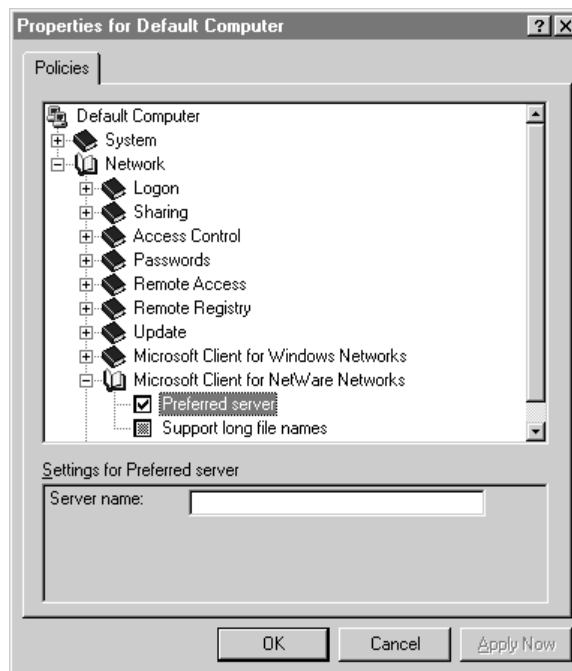 Properties for Default Computer
Policies
Default Computer
System
Network
Logon
Sharing
Access Control
Passwords
Remote Access
Remote Registry
Update
Microsoft Client for Windows Networks
Microsoft Client for NetWare Networks
Preferred server
Support long file names
Settings for Preferred server
Server name:
OK Cancel Apply Now